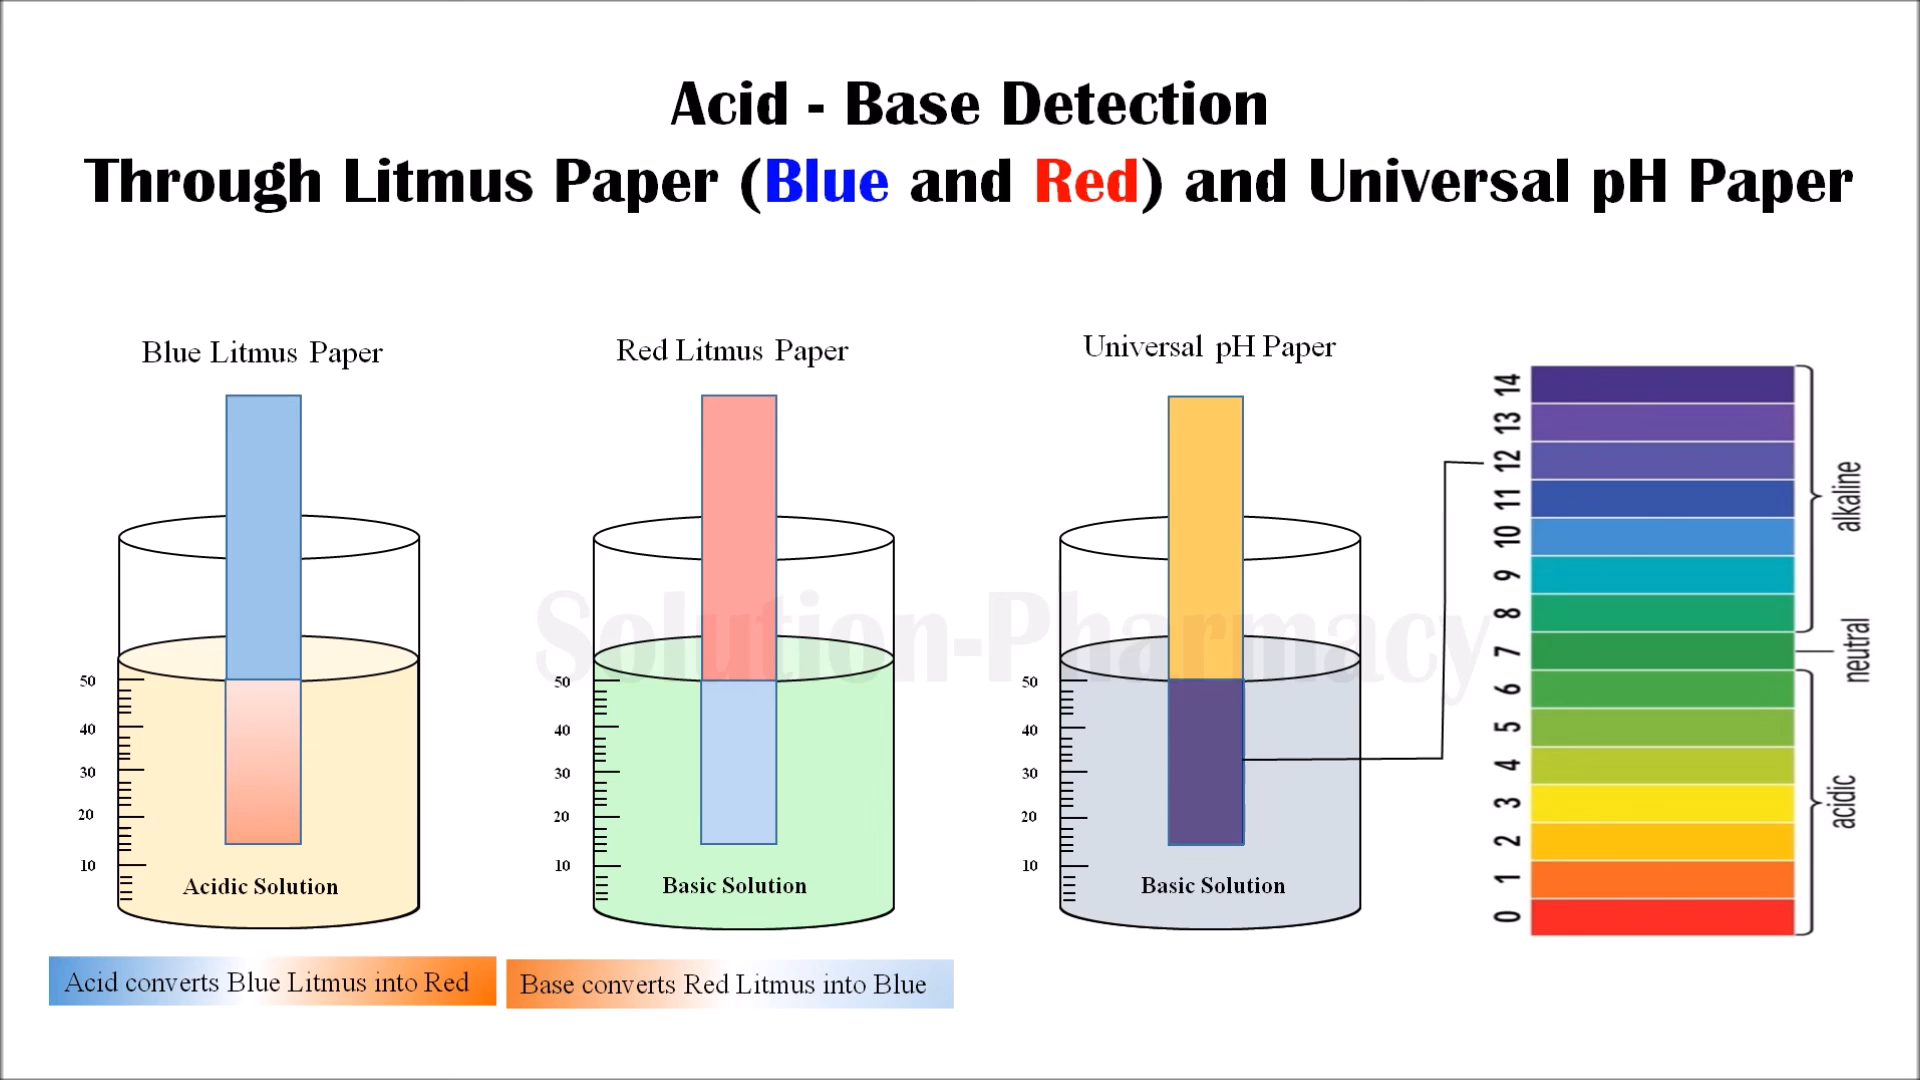 Acid - Base Detection
Through Litmus Paper (Blue and Red) and Universal pH Paper
Blue Litmus Paper
Red Litmus Paper
Universal pH Paper
50
40
30
20
10
Acidic Solution
50
40
30
20
10
Basic Solution
50
40
30
20
10
Basic Solution
14
13
12
11
10
9
8
7
6
5
4
3
2
1
0
alkaline
neutral
acidic
Solution-Pharmacy
Acid converts Blue Litmus into Red
Base converts Red Litmus into Blue